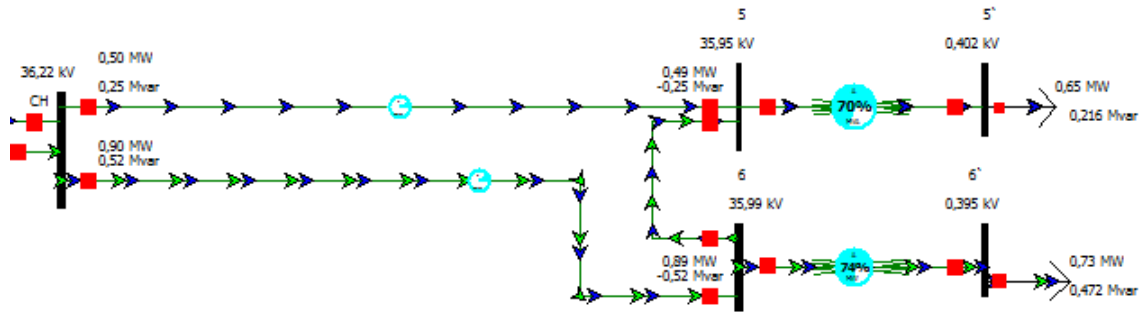 5
5`
0,50 MW
36,22 kV
35,95 kV
0,402 kV
0,25 Mvar
0,49 MW
-0,25 Mvar
0,65 MW
CH
70%
0,216 Mvar
0,90 MW
0,52 Mvar
6
6`
35,99 kV
0,395 kV
0,89 MW
-0,52 Mvar
74%
0,73 MW
0,472 Mvar